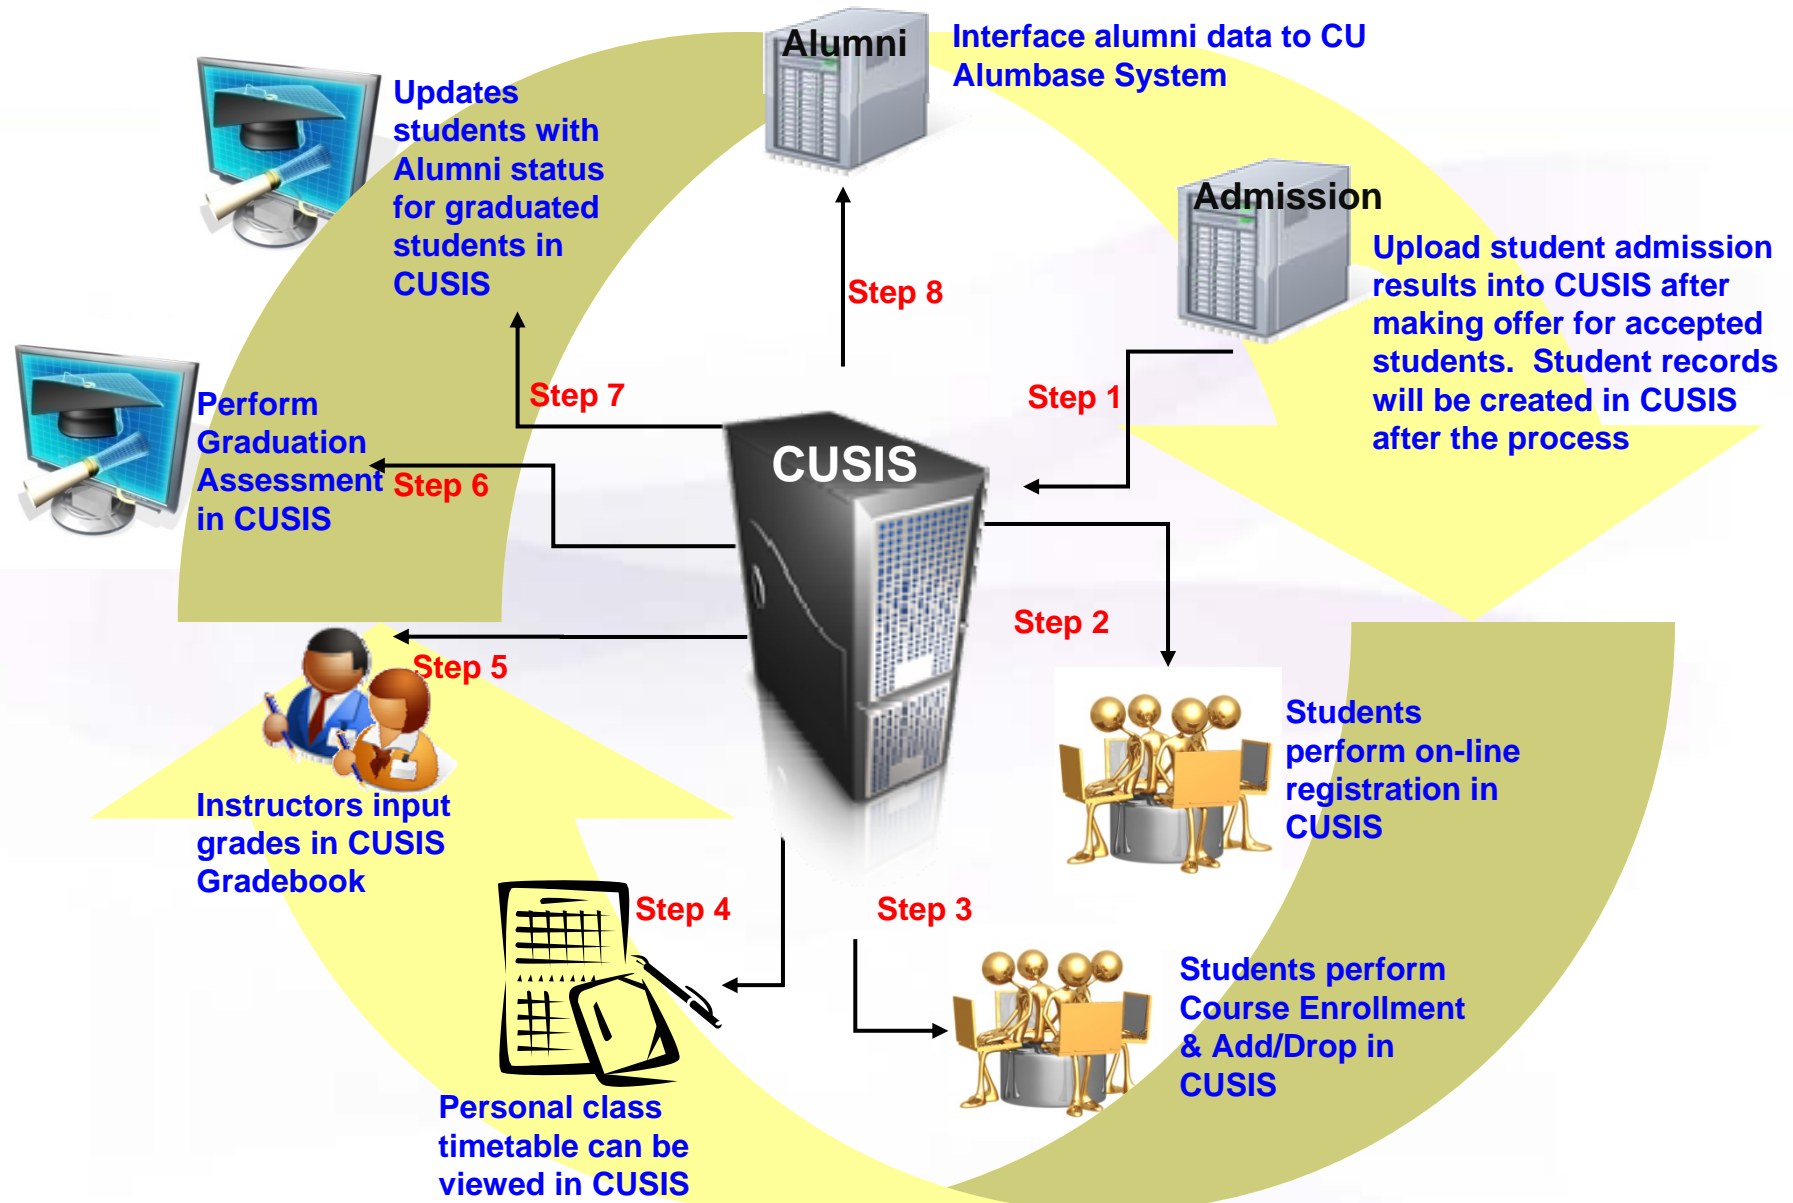 Alumni
Interface alumni data to CU
Alumbase System
Admission
Upload student admission
results into CUSIS after
making offer for accepted
students.  Student records
will be created in CUSIS
after the process
Step 1
CUSIS
Step 2
Students
perform on-line
registration in
CUSIS
Step 3
Students perform
Course Enrollment
& Add/Drop in
CUSIS
Step 4
Personal class
timetable can be
viewed in CUSIS
Step 5
Instructors input
grades in CUSIS
Gradebook
Step 6
Perform
Graduation
Assessment
in CUSIS
Step 7
Updates
students with
Alumni status
for graduated
students in
CUSIS
Step 8